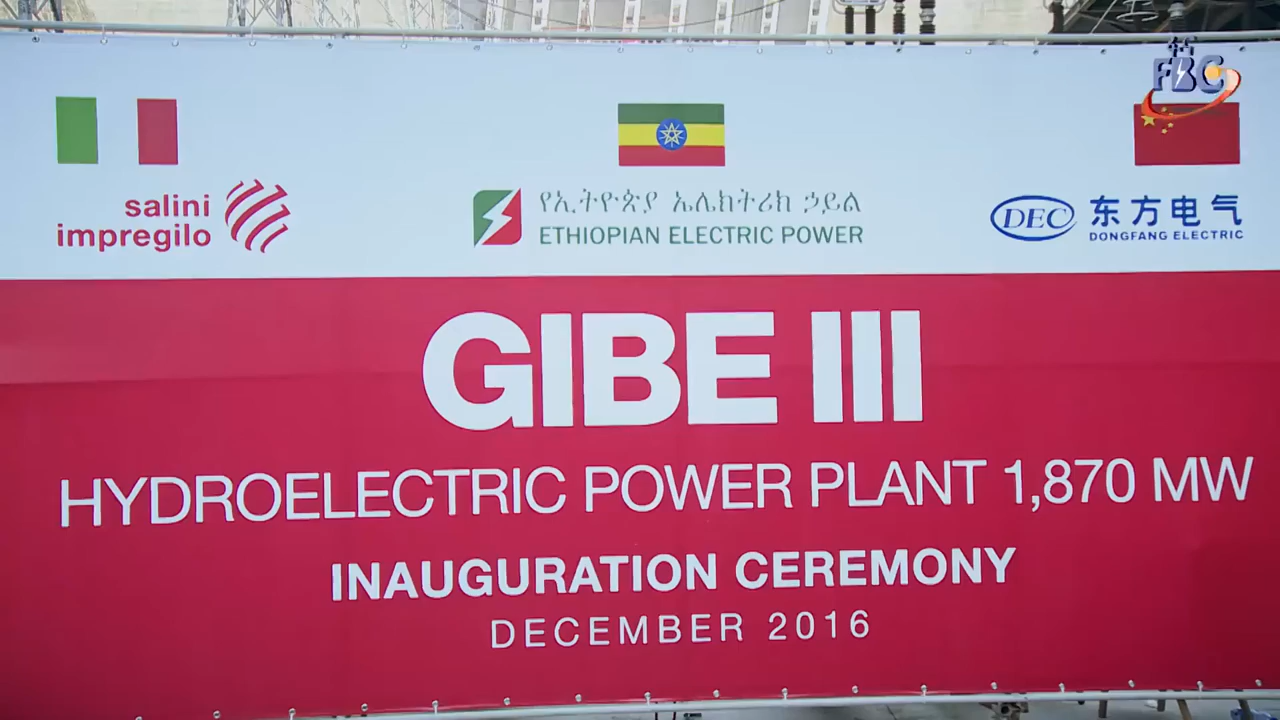 FBC
salini
impregilo
የኢትዮጵያ ኤሌክትሪክ ኃይል
ETHIOPIAN ELECTRIC POWER
DEC
东方电气
DONGFANG ELECTRIC
GIBE III
HYDROELECTRIC POWER PLANT 1,870 MW
INAUGURATION CEREMONY
DECEMBER 2016